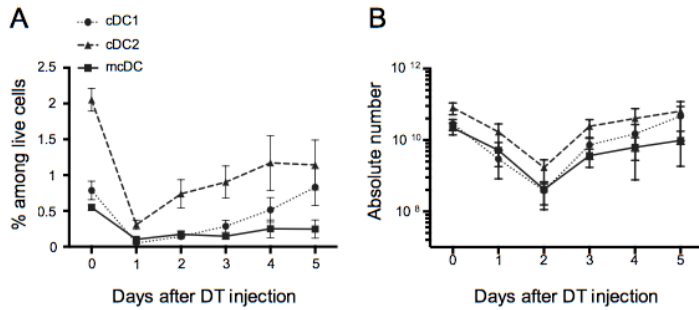 A
cDC1
cDC2
mcDC
% among live cells
2.5
2
1.5
1
0.5
0
0 1 2 3 4 5
Days after DT injection
B
Absolute number
10 12
10 10
10 8
0 1 2 3 4 5
Days after DT injection